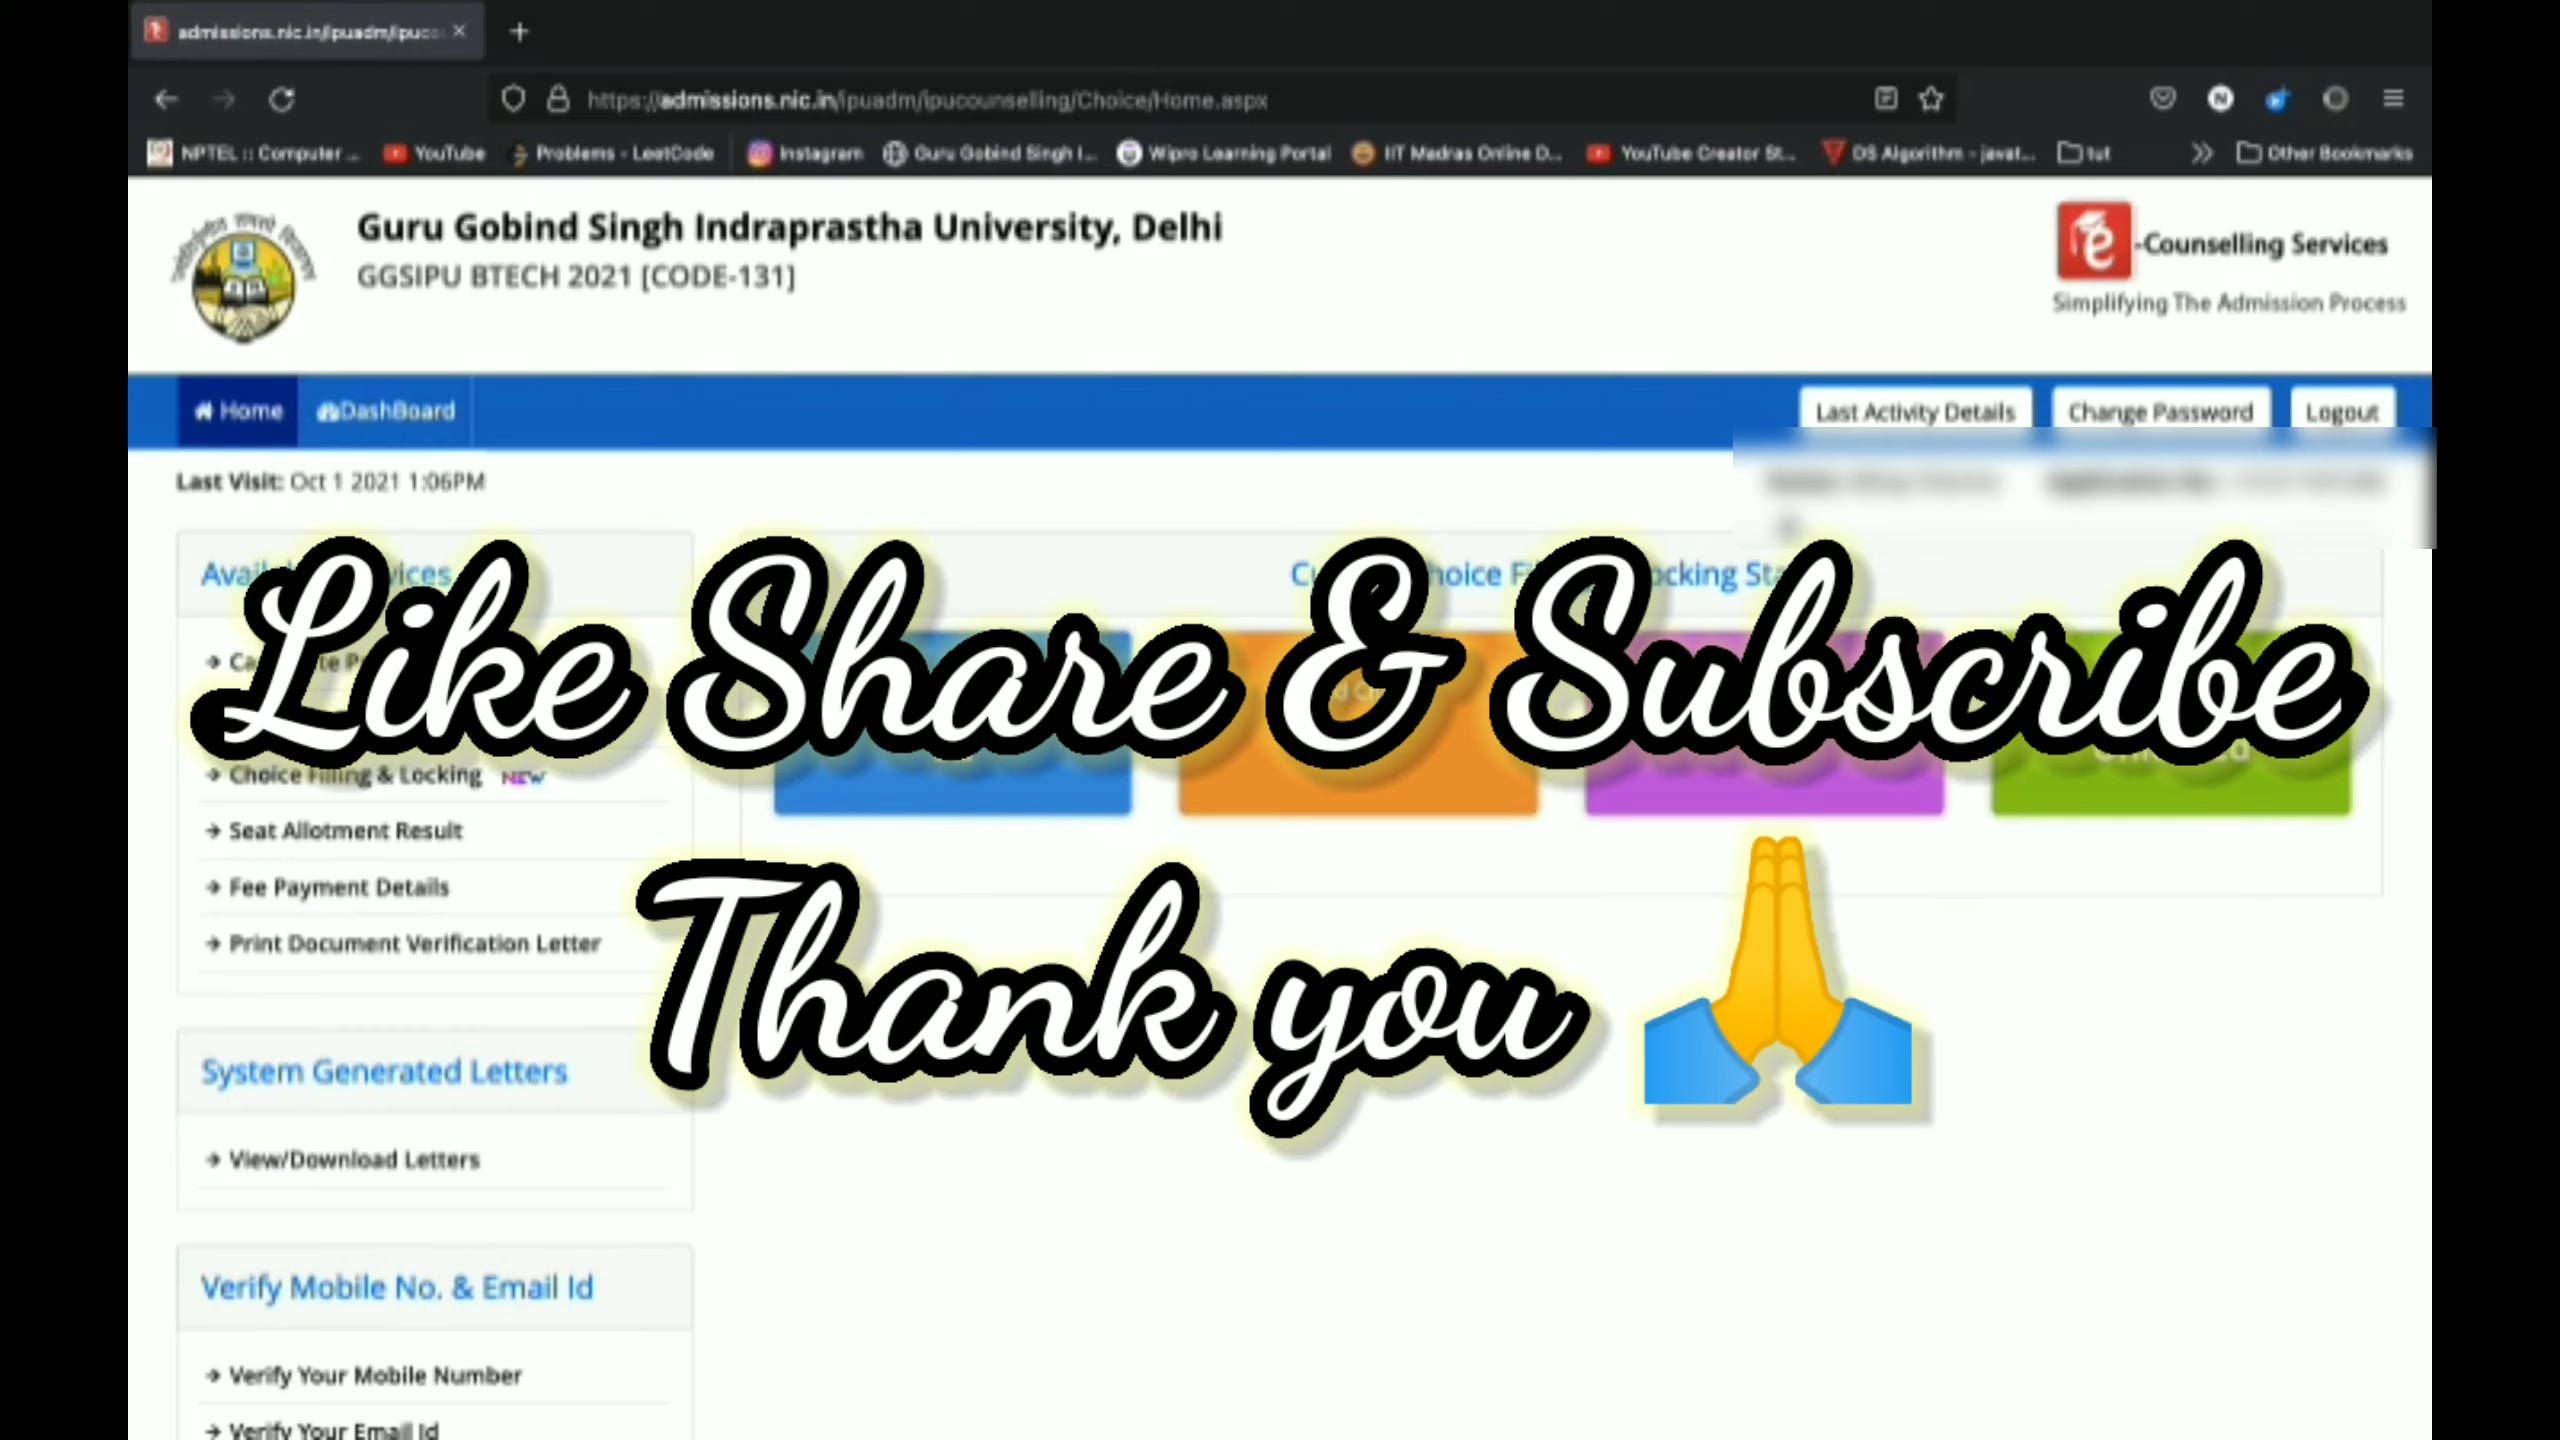 admissions.nic.in/ipuadm/ipuco
https://admissions.nic.in/ipuadm/ipucounselling/Choice/Home.aspx
NPTEL :: Computer ... YouTube Problems - LeetCode Instagram Guru Gobind Singh I... Wipro Learning Portal IIT Madras Online D... YouTube Creator St... DS Algorithm - javat... tut Other Bookmarks
Guru Gobind Singh Indraprastha University, Delhi
GGSIPU BTECH 2021 [CODE-131]
e-Counselling Services
Simplifying The Admission Process
Home DashBoard Last Activity Details Change Password Logout
Last Visit: Oct 1 2021 1:06PM
Like Share & Subscribe
Choice Filling & Locking NEW
Seat Allotment Result
Fee Payment Details
Print Document Verification Letter
Thank you 🙏
System Generated Letters
View/Download Letters
Verify Mobile No. & Email Id
Verify Your Mobile Number
Verify Your Email Id